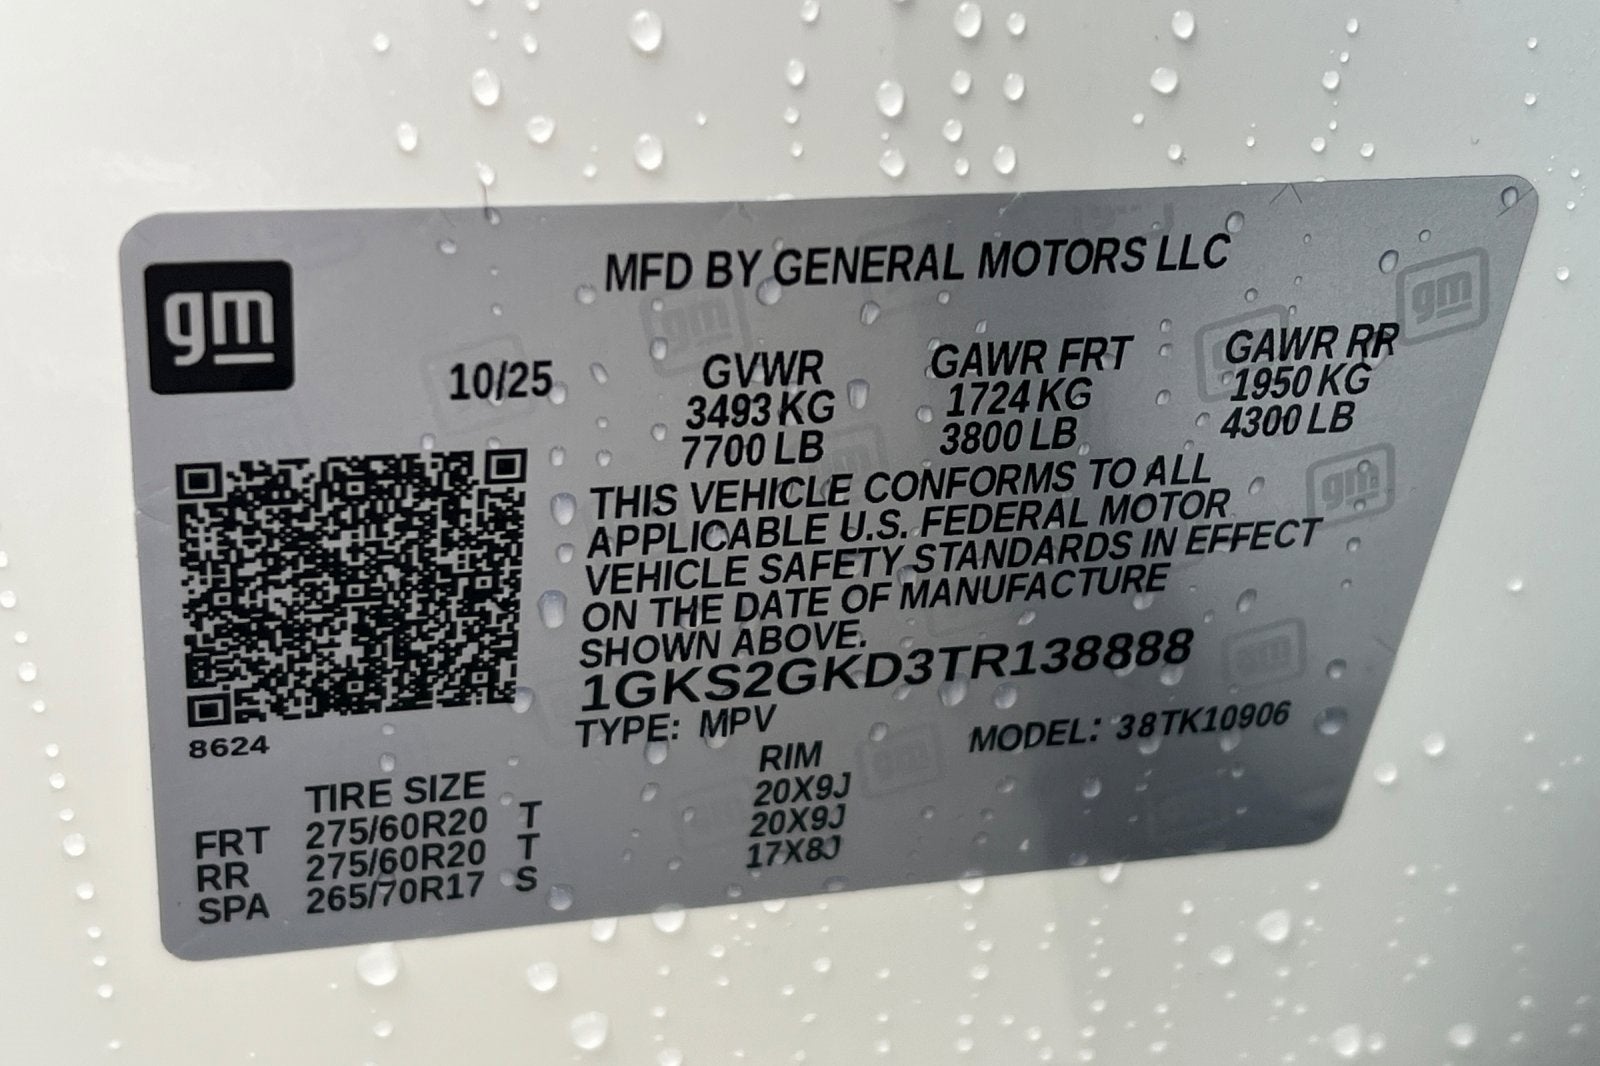 gm
MFD BY GENERAL MOTORS LLC
10/25
GVWR GAWR FRT GAWR RR
3493 KG 1724 KG 1950 KG
7700 LB 3800 LB 4300 LB
THIS VEHICLE CONFORMS TO ALL
APPLICABLE U.S. FEDERAL MOTOR
VEHICLE SAFETY STANDARDS IN EFFECT
ON THE DATE OF MANUFACTURE
SHOWN ABOVE.
1GKS2GKD3TR138888
TYPE: MPV MODEL: 38TK10906
8624
TIRE SIZE RIM
FRT 275/60R20 T 20X9J
RR 275/60R20 T 20X9J
SPA 265/70R17 S 17X8J